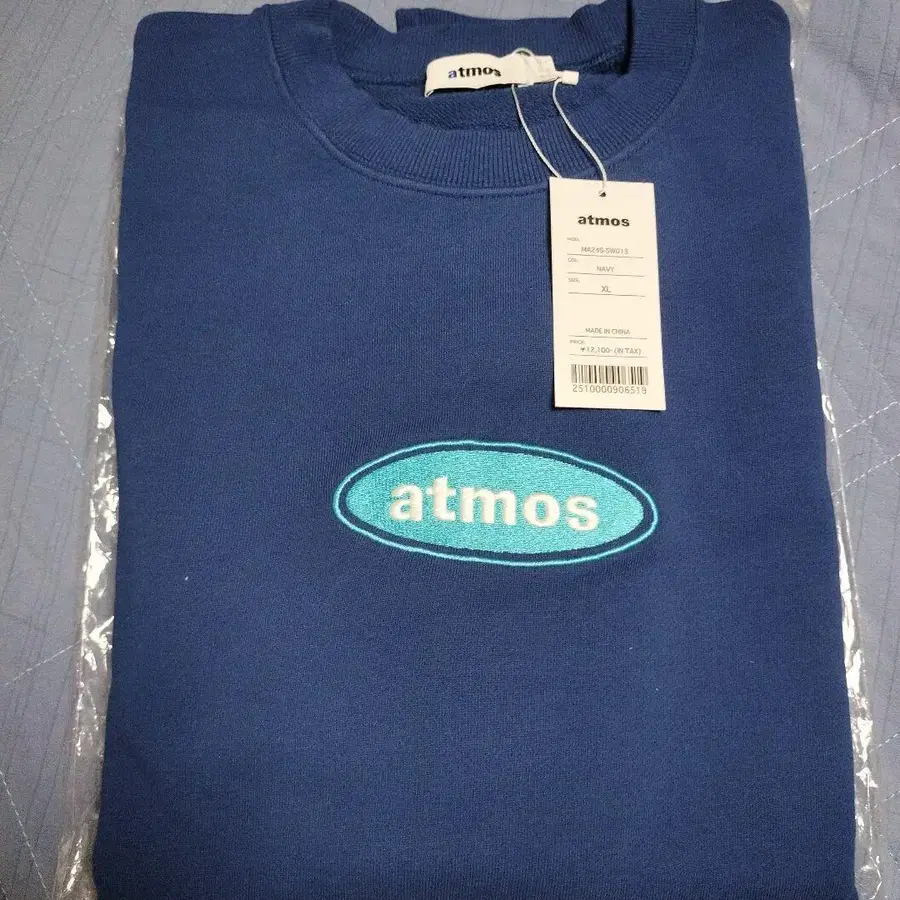 atmos
atmos
MODEL
MA24S-SW013
COL
NAVY
SIZE
XL
MADE IN CHINA
PRICE
¥12,100- (IN TAX)
2510000906519
atmos